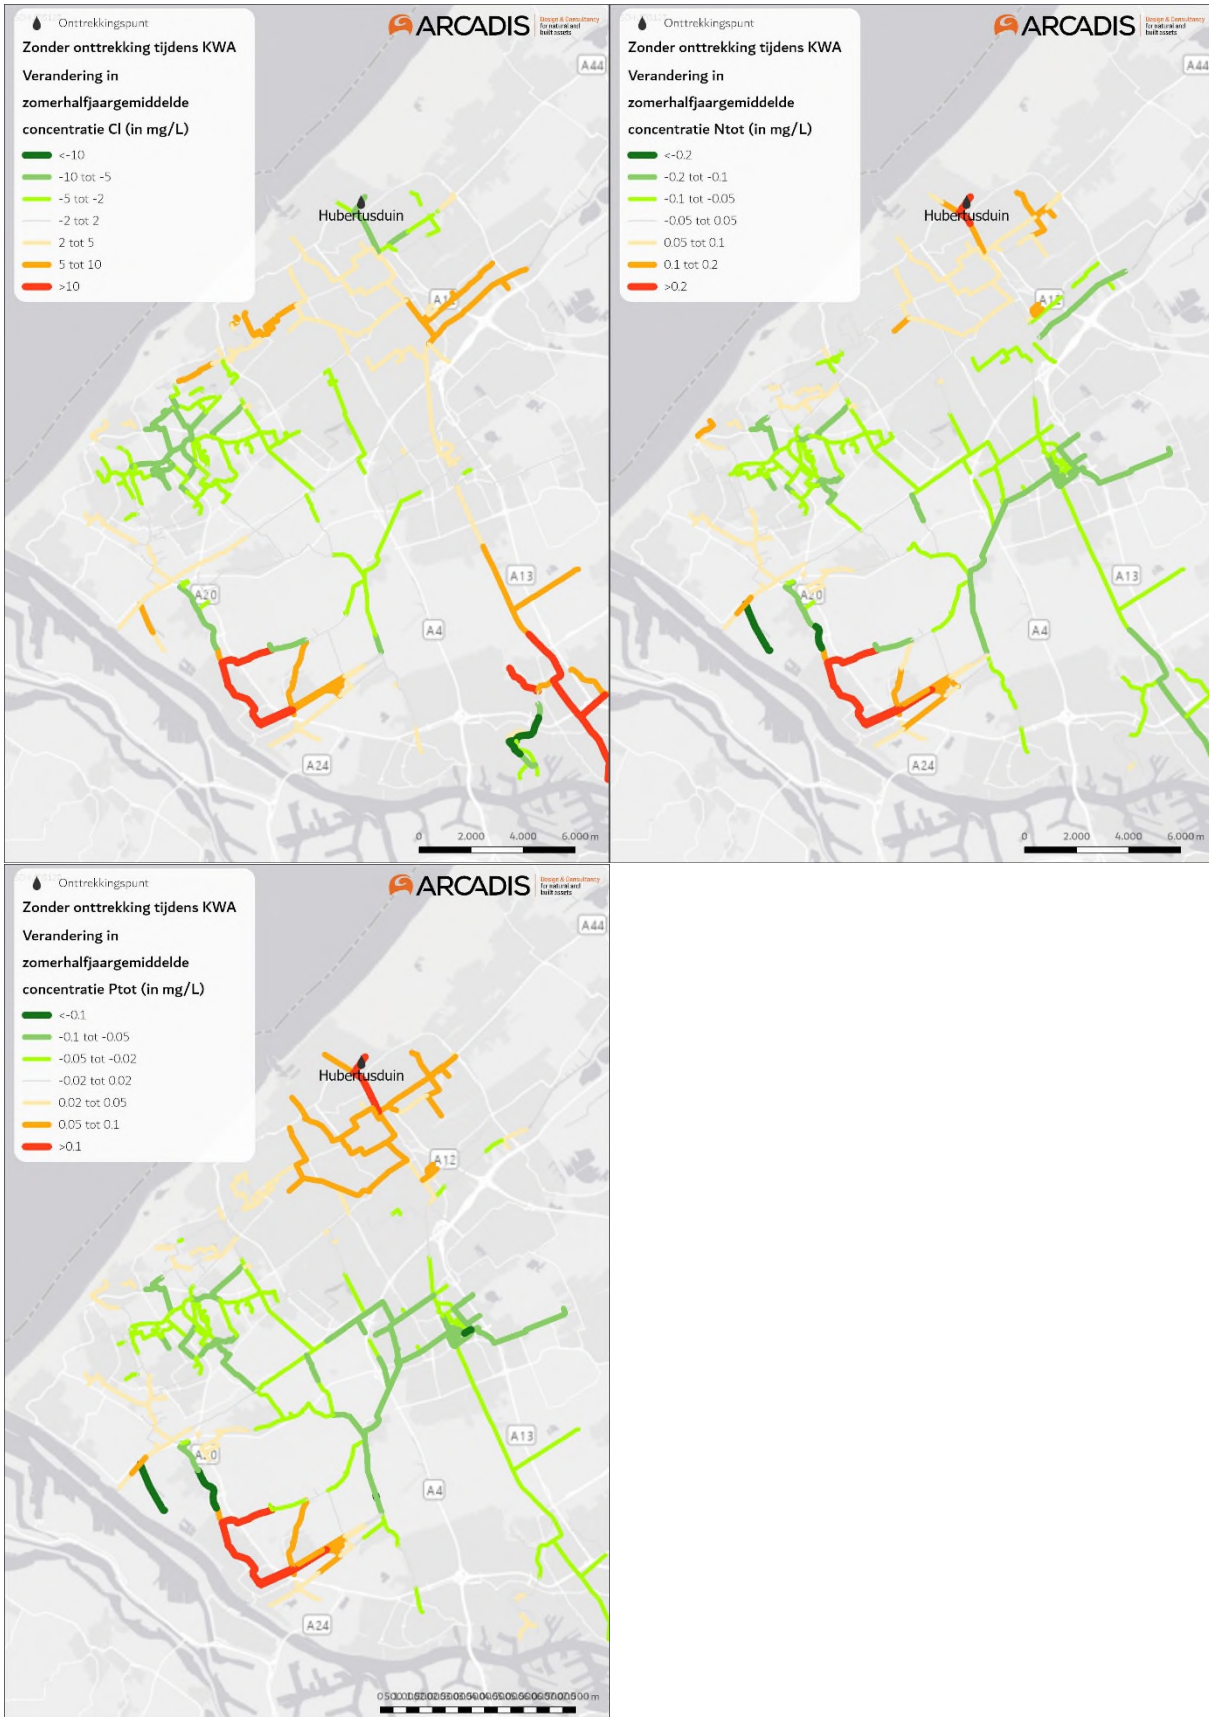 Onttrekkingspunt
Zonder onttrekking tijdens KWA
Verandering in
zomerhalfjaargemiddelde
concentratie Cl (in mg/L)
<-10
-10 tot -5
-5 tot -2
-2 tot 2
2 tot 5
5 tot 10
>10
ARCADIS
Design & Consultancy
for natural and
built assets
A44
Hubertusduin
A13
A20
A4
A24
0 2.000 4.000 6.000 m
Onttrekkingspunt
Zonder onttrekking tijdens KWA
Verandering in
zomerhalfjaargemiddelde
concentratie Ntot (in mg/L)
<-0.2
-0.2 tot -0.1
-0.1 tot -0.05
-0.05 tot 0.05
0.05 tot 0.1
0.1 tot 0.2
>0.2
ARCADIS
Design & Consultancy
for natural and
built assets
A44
Hubertusduin
A12
A13
A20
A4
A24
0 2.000 4.000 6.000 m
Onttrekkingspunt
Zonder onttrekking tijdens KWA
Verandering in
zomerhalfjaargemiddelde
concentratie Ptot (in mg/L)
<-0.1
-0.1 tot -0.05
-0.05 tot -0.02
-0.02 tot 0.02
0.02 tot 0.05
0.05 tot 0.1
>0.1
ARCADIS
Design & Consultancy
for natural and
built assets
A44
Hubertusduin
A12
A13
A4
A24